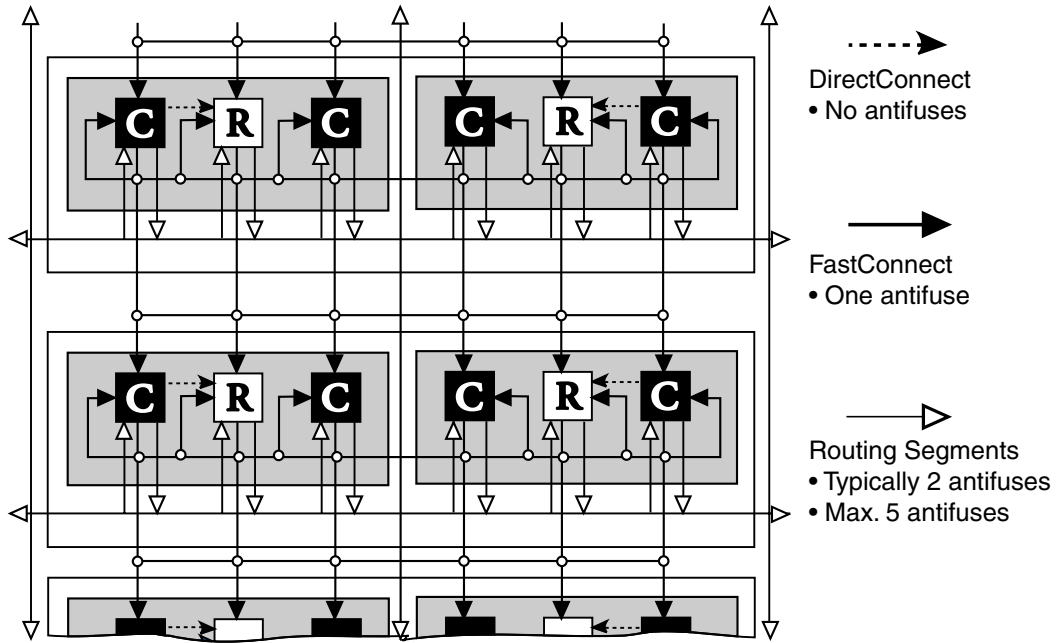 C R C C R C
C R C C R C
DirectConnect
• No antifuses
FastConnect
• One antifuse
Routing Segments
• Typically 2 antifuses
• Max. 5 antifuses